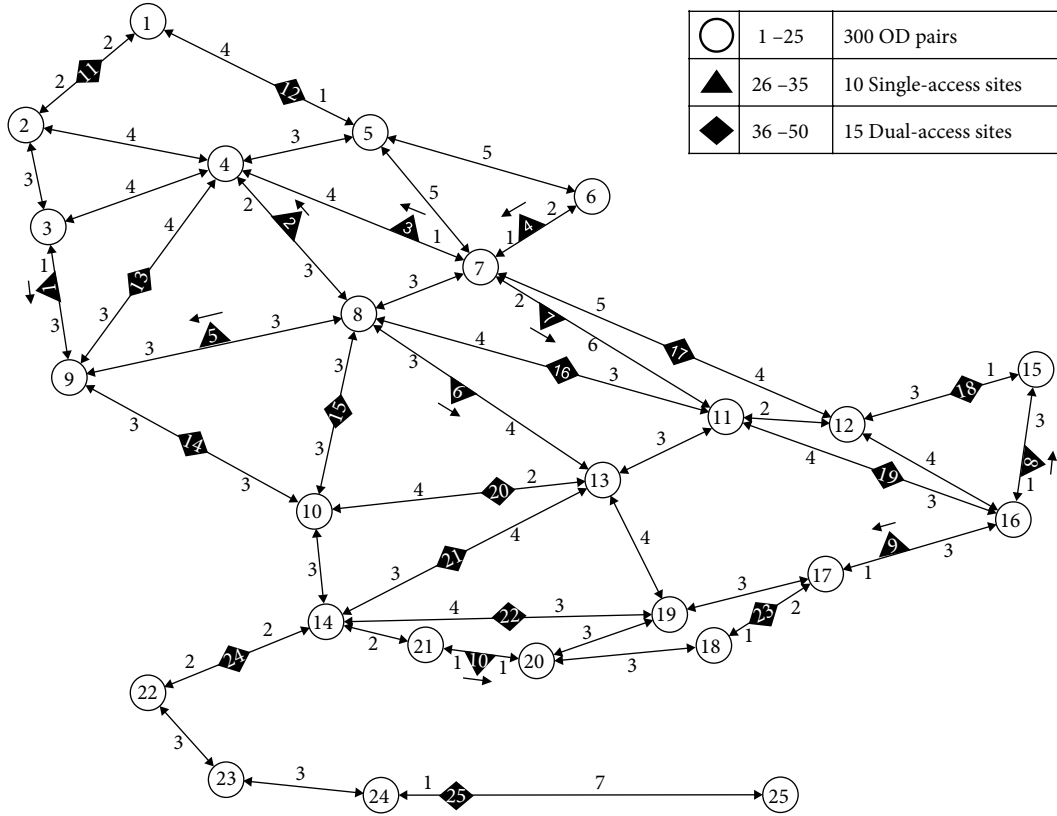 1 –25 300 OD pairs
26 –35 10 Single-access sites
36 –50 15 Dual-access sites
1
2 4
11 12
2 1
2 5
4 3
4 5
3 4 6
4 5 2
3 2 4 3 4
1 1
1 4 2 7
1 13 3 3 2 5
3 8 7
3 3 5 4 6 17
9 3 3 16 3 4 15
3 15 6 11 2 12 3 18 1
14 3 4 3 4 4 3
3 4 20 2 13 19 3 8
10 1
16
3 21 4 4 9
3 17 1 3
14 4 22 3 19 3 23 2
2 2 21 3 18 1
24 1 10 1 20 3
2
22
3
23 3 24 1 25 7 25